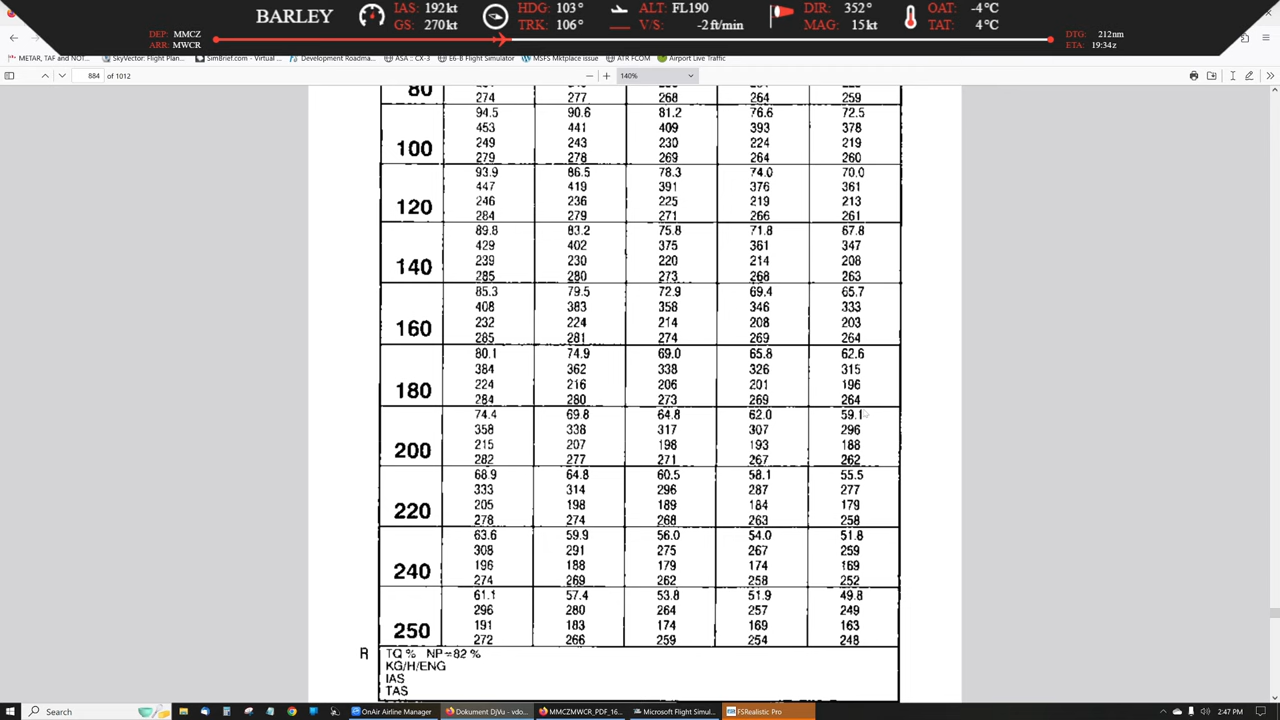 BARLEY
IAS: 192kt HDG: 103° ALT: FL190 DIR: 352° OAT: -4°C
GS: 270kt TRK: 106° V/S: -2ft/min MAG: 15kt TAT: 4°C
DEP: MMCZ DTG: 212nm
ARR: MWCR ETA: 19:34z
METAR, TAF and NOT... SkyVector: Flight Plan... SimBrief.com - Virtual ... Development Roadma... ASA :: CX-3 E6-B Flight Simulator MSFS Mktplace issue ATR FCOM Airport Live Traffic
884 of 1012 140%
80
274 277 268 264 259
94.5 90.6 81.2 76.6 72.5
453 441 409 393 378
100 249 243 230 224 219
279 278 269 264 260
93.9 86.5 78.3 74.0 70.0
447 419 391 376 361
120 246 236 225 219 213
284 279 271 266 261
89.8 83.2 75.8 71.8 67.8
429 402 375 361 347
140 239 230 220 214 208
285 280 273 268 263
85.3 79.5 72.9 69.4 65.7
408 383 358 346 333
160 232 224 214 208 203
285 281 274 269 264
80.1 74.9 69.0 65.8 62.6
384 362 338 326 315
180 224 216 206 201 196
284 280 273 269 264
74.4 69.8 64.8 62.0 59.1
358 338 317 307 296
200 215 207 198 193 188
282 277 271 267 262
68.9 64.8 60.5 58.1 55.5
333 314 296 287 277
220 205 198 189 184 179
278 274 268 263 258
63.6 59.9 56.0 54.0 51.8
308 291 275 267 259
240 196 188 179 174 169
274 269 262 258 252
61.1 57.4 53.8 51.9 49.8
296 280 264 257 249
250 191 183 174 169 163
272 266 259 254 248
R TQ % NP=82 %
KG/H/ENG
IAS
TAS
Search OnAir Airline Manager Dokument DjVu - vdo... MMCZMWCR_PDF_16... Microsoft Flight Simul... FSRealistic Pro 2:47 PM